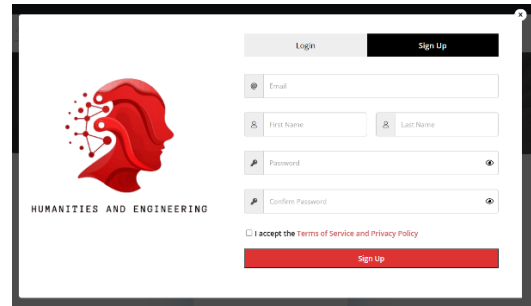 Login
Sign Up
@ Email
First Name
Last Name
Password
Confirm Password
I accept the Terms of Service and Privacy Policy
Sign Up
HUMANITIES AND ENGINEERING